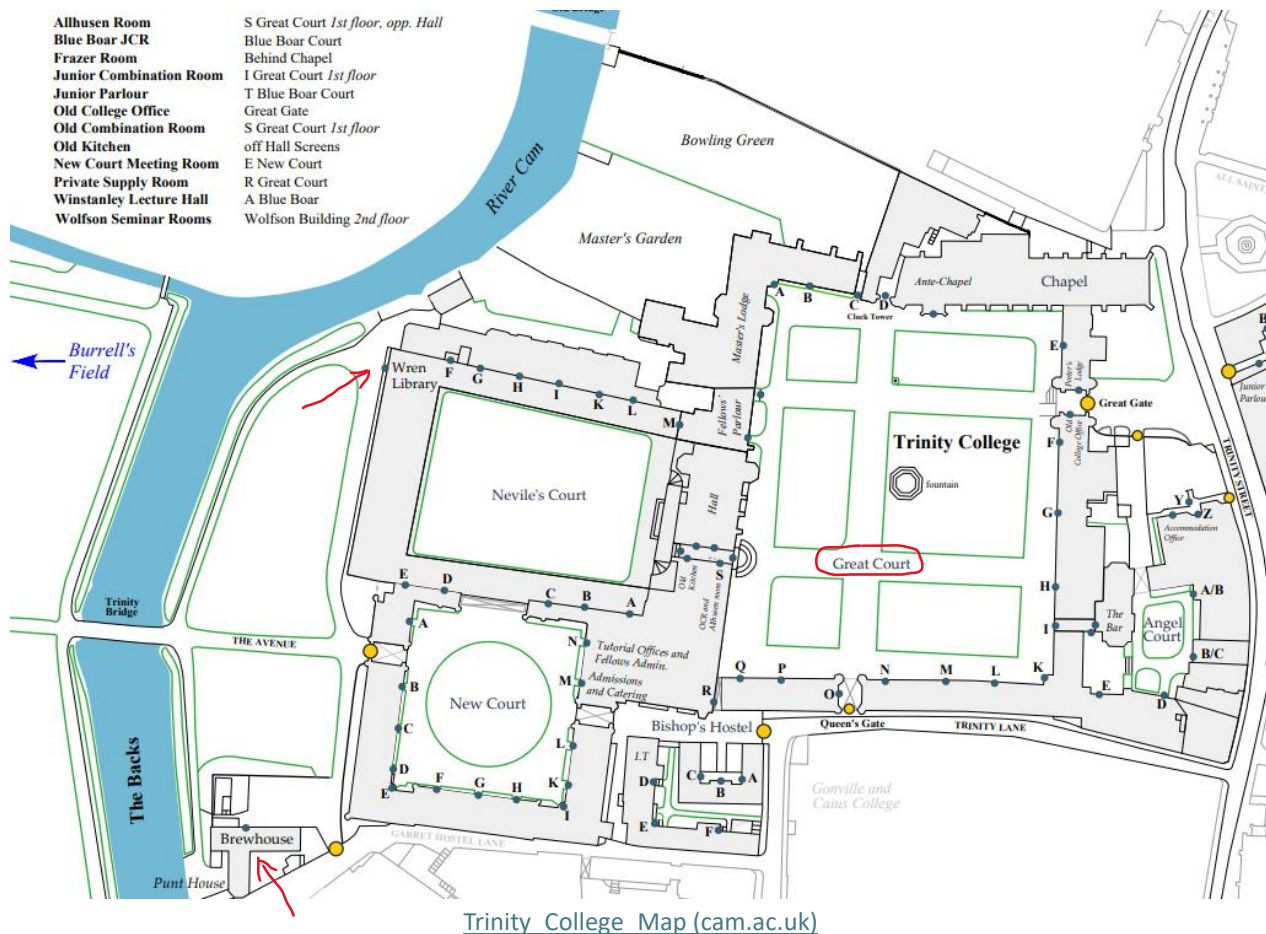 Allhusen Room S Great Court 1st floor, opp. Hall
Blue Boar JCR Blue Boar Court
Frazer Room Behind Chapel
Junior Combination Room I Great Court 1st floor
Junior Parlour T Blue Boar Court
Old College Office Great Gate
Old Combination Room S Great Court 1st floor
Old Kitchen off Hall Screens
New Court Meeting Room E New Court
Private Supply Room R Great Court
Winstanley Lecture Hall A Blue Boar
Wolfson Seminar Rooms Wolfson Building 2nd floor
River Cam
Bowling Green
Master's Garden
ALL SAINT
Master's Lodge
A
B
C
D
Clock Tower
Ante-Chapel
Chapel
E
Porter's
Lodge
Great Gate
B
Junior
Parlou
Burrell's
Field
Wren
Library
F
G
H
I
K
L
M
Fellows'
Parlour
Trinity College
fountain
Old
College Office
F
TRINITY STREET
Nevile's Court
Hall
G
Y
Z
Accommodation
Office
Great Court
S
Old
Kitchen
OCR and
Allhusen room
H
I
The
Bar
A/B
Angel
Court
B/C
E
D
Trinity
Bridge
THE AVENUE
E
D
C
B
A
A
B
C
D
E
F
G
H
I
K
L
M
N
New Court
Tutorial Offices and
Fellows Admin.
Admissions
and Catering
Q
P
O
N
M
L
K
R
Queen's Gate
TRINITY LANE
Bishop's Hostel
I.T
C
B
A
D
E
F
Gonville and
Caius College
The Backs
Brewhouse
Punt House
GARRET HOSTEL LANE
Trinity College Map (cam.ac.uk)